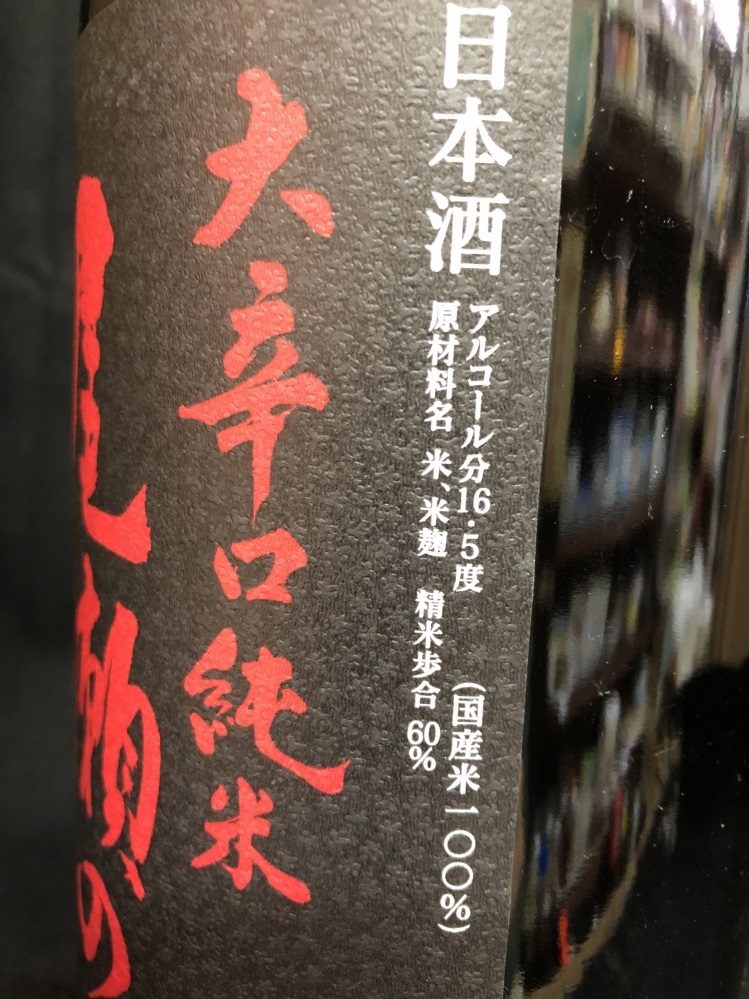 日本酒
アルコール分16・5度 (国産米一〇〇%)
原材料名 米、米麹 精米歩合 60%
大辛口純米